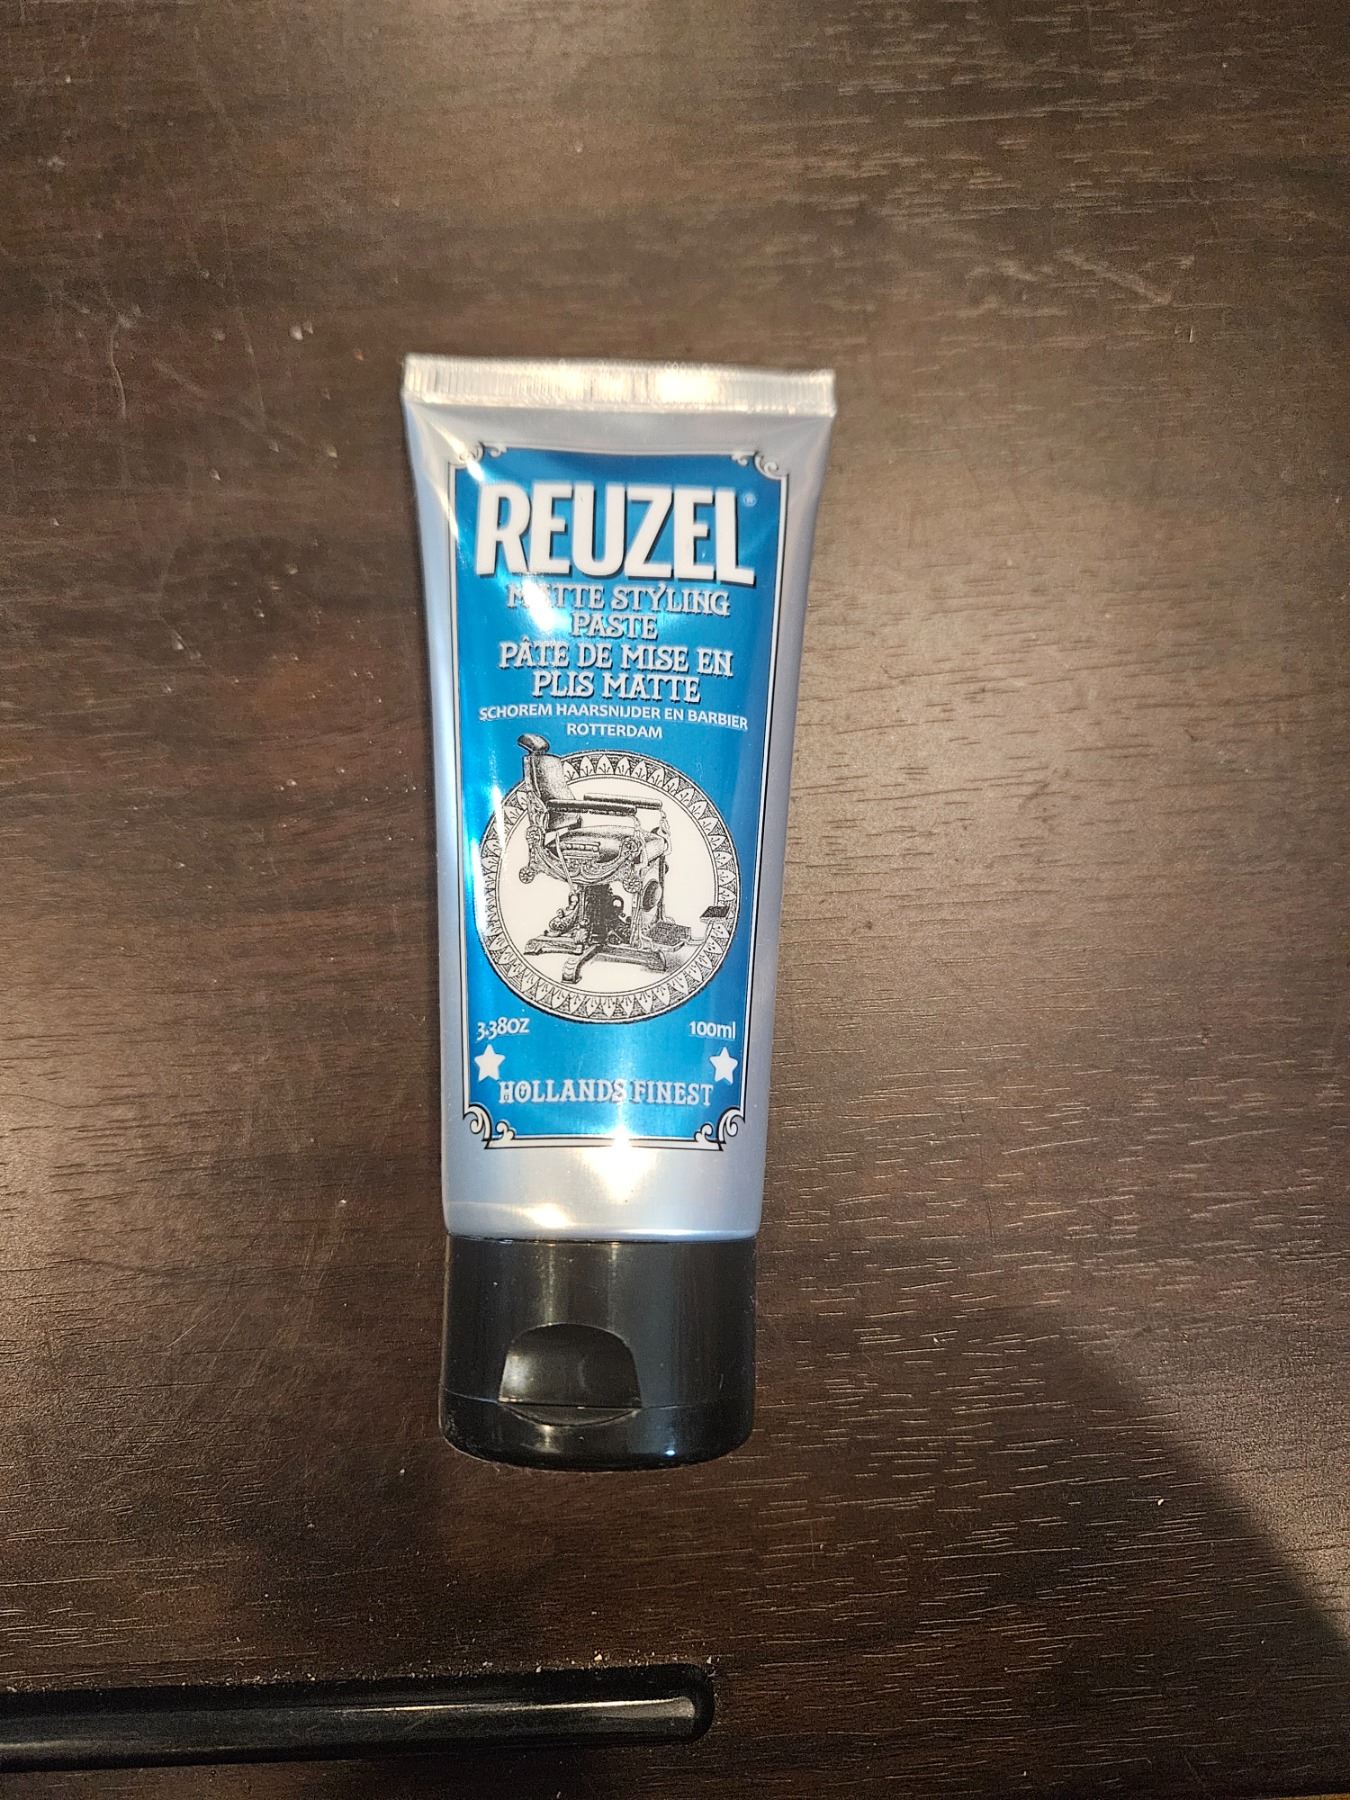 REUZEL®
MATTE STYLING
PASTE
PÂTE DE MISE EN
PLIS MATTE
SCHOREM HAARSNIJDER EN BARBIER
ROTTERDAM
3.38OZ 100ml
HOLLANDS FINEST